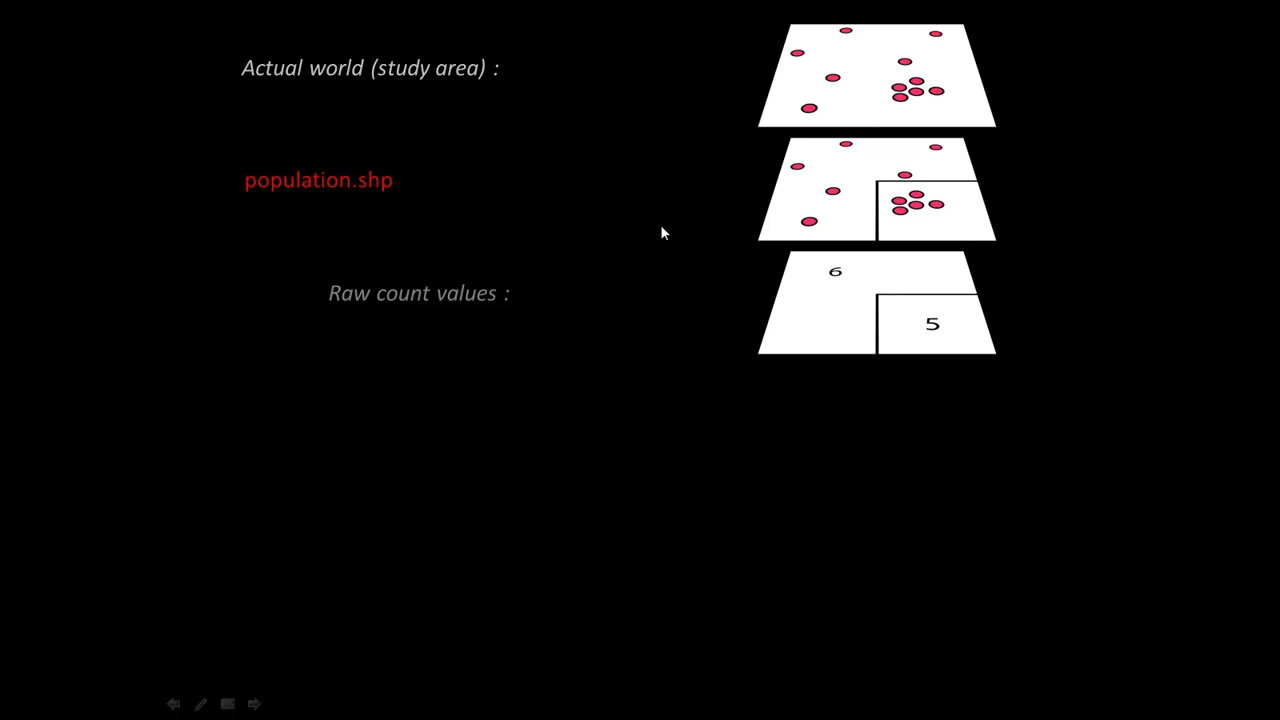 Actual world (study area) :
population.shp
Raw count values :
6
5